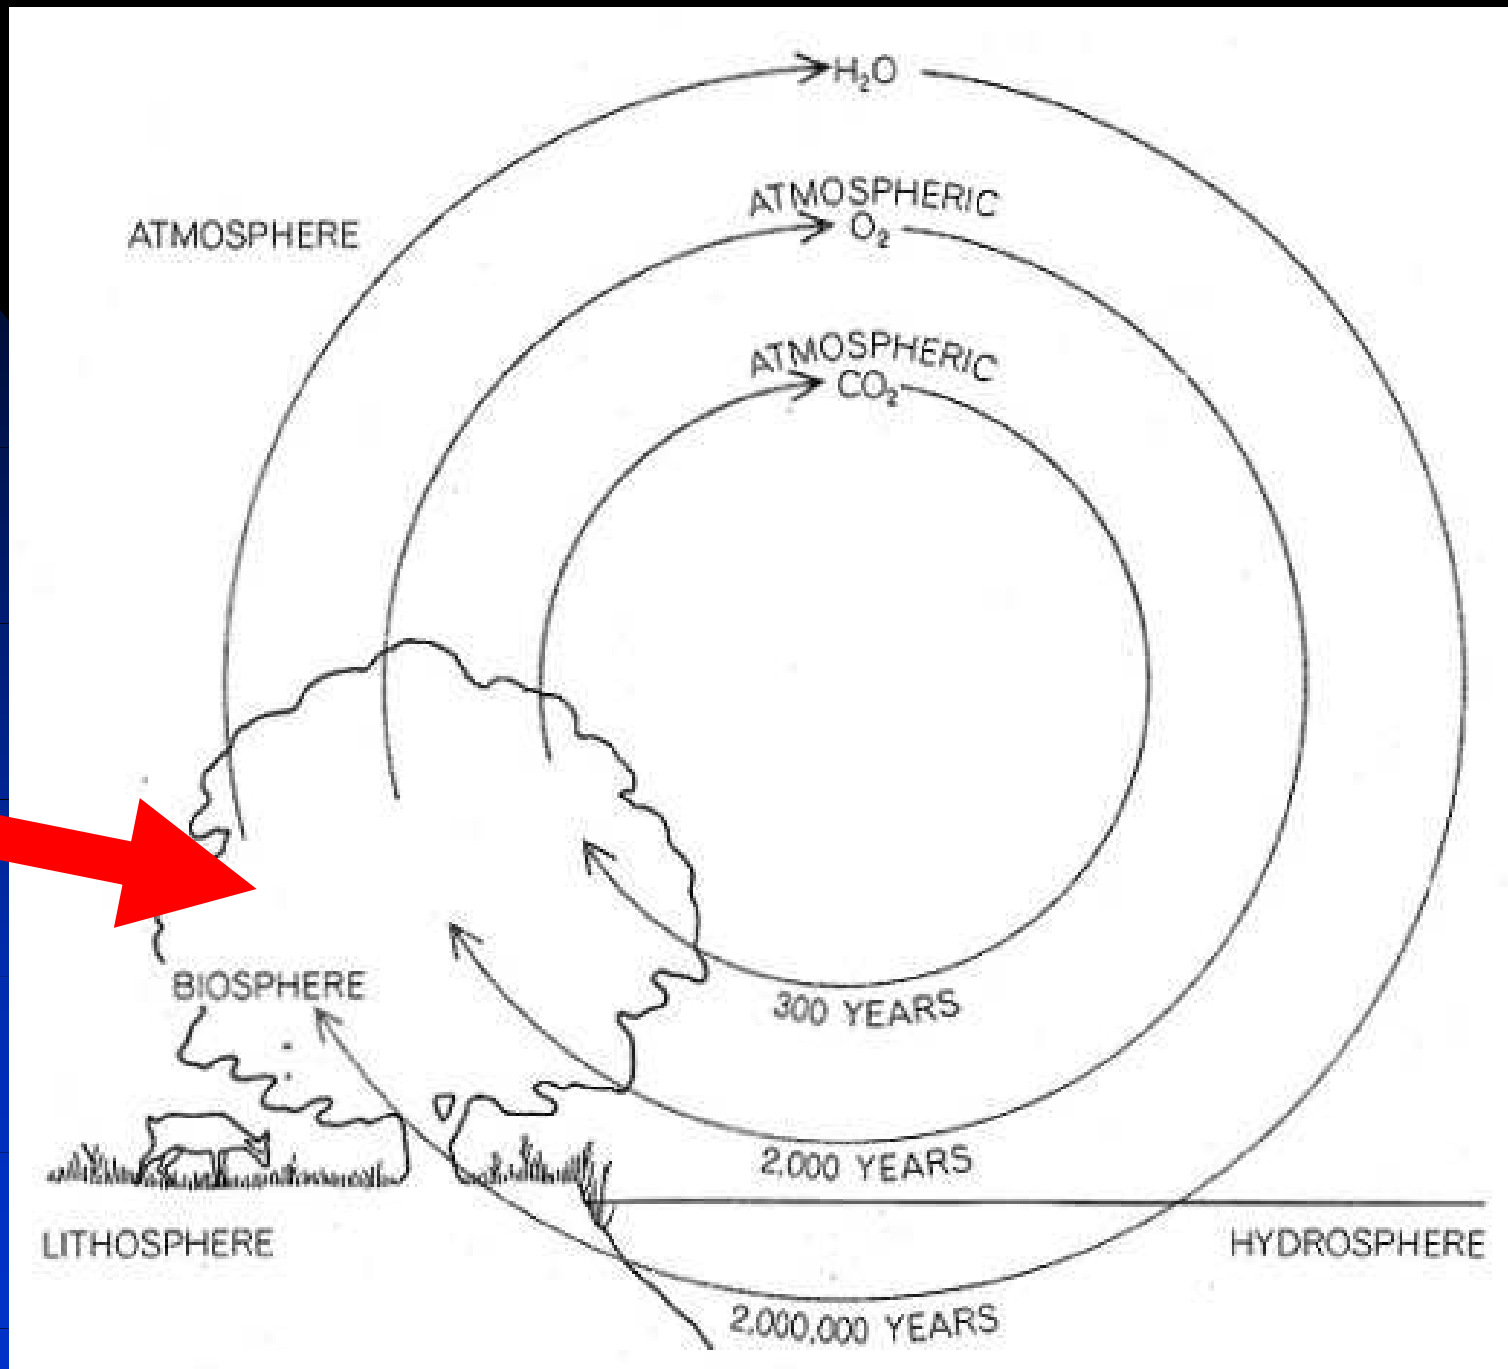 H₂O
ATMOSPHERIC
O₂
ATMOSPHERE
ATMOSPHERIC
CO₂
BIOSPHERE
300 YEARS
2,000 YEARS
LITHOSPHERE
HYDROSPHERE
2,000,000 YEARS